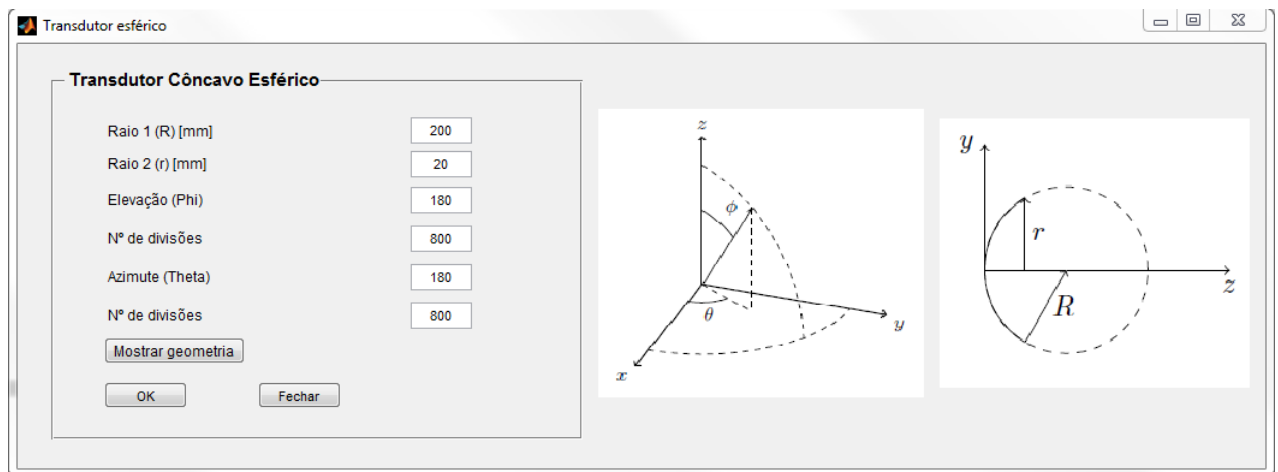 Transdutor esférico
Transdutor Côncavo Esférico
Raio 1 (R) [mm] 200
Raio 2 (r) [mm] 20
Elevação (Phi) 180
Nº de divisões 800
Azimute (Theta) 180
Nº de divisões 800
Mostrar geometria
OK Fechar
z
ϕ
θ
y
x
y
r
z
R